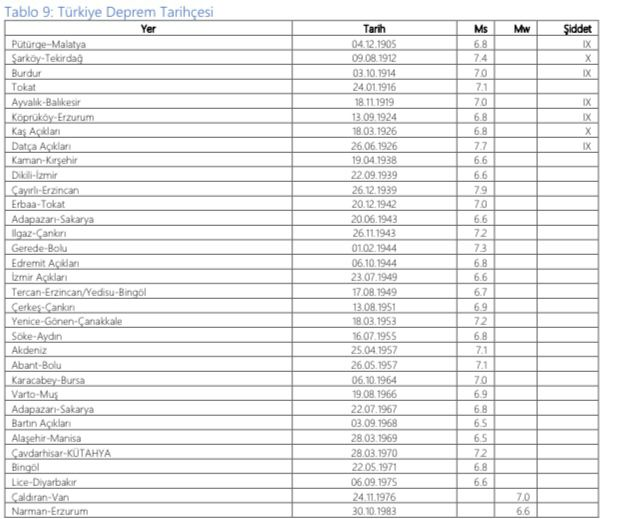 Tablo 9: Türkiye Deprem Tarihçesi
Yer Tarih Ms Mw Şiddet
Pütürge-Malatya 04.12.1905 6.8 IX
Şarköy-Tekirdağ 09.08.1912 7.4 X
Burdur 03.10.1914 7.0 IX
Tokat 24.01.1916 7.1
Ayvalık-Balıkesir 18.11.1919 7.0 IX
Köprüköy-Erzurum 13.09.1924 6.8 IX
Kaş Açıkları 18.03.1926 6.8 X
Datça Açıkları 26.06.1926 7.7 IX
Kaman-Kırşehir 19.04.1938 6.6
Dikili-İzmir 22.09.1939 6.6
Çayırlı-Erzincan 26.12.1939 7.9
Erbaa-Tokat 20.12.1942 7.0
Adapazarı-Sakarya 20.06.1943 6.6
Ilgaz-Çankırı 26.11.1943 7.2
Gerede-Bolu 01.02.1944 7.3
Edremit Açıkları 06.10.1944 6.8
İzmir Açıkları 23.07.1949 6.6
Tercan-Erzincan/Yedisu-Bingöl 17.08.1949 6.7
Çerkeş-Çankırı 13.08.1951 6.9
Yenice-Gönen-Çanakkale 18.03.1953 7.2
Söke-Aydın 16.07.1955 6.8
Akdeniz 25.04.1957 7.1
Abant-Bolu 26.05.1957 7.1
Karacabey-Bursa 06.10.1964 7.0
Varto-Muş 19.08.1966 6.9
Adapazarı-Sakarya 22.07.1967 6.8
Bartın Açıkları 03.09.1968 6.5
Alaşehir-Manisa 28.03.1969 6.5
Çavdarhisar-KÜTAHYA 28.03.1970 7.2
Bingöl 22.05.1971 6.8
Lice-Diyarbakır 06.09.1975 6.6
Çaldıran-Van 24.11.1976 7.0
Narman-Erzurum 30.10.1983 6.6